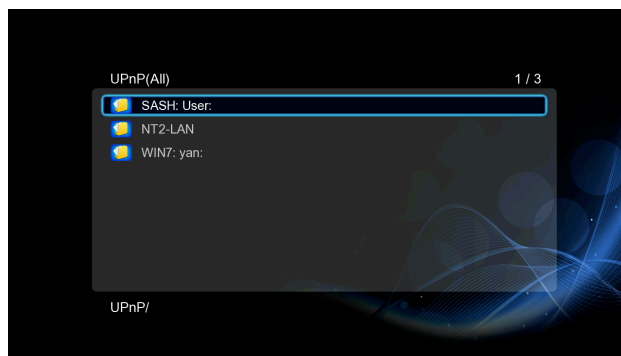 UPnP(All) 1 / 3
SASH: User:
NT2-LAN
WIN7: yan:
UPnP/